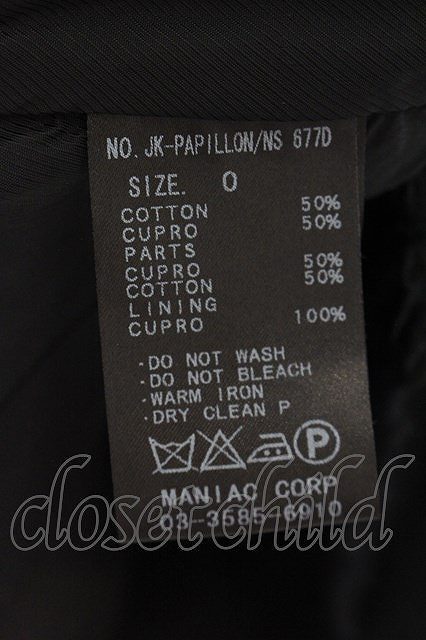 NO. JK-PAPILLON/NS 677D
SIZE. 0
COTTON 50%
CUPRO 50%
PARTS
CUPRO 50%
COTTON 50%
LINING
CUPRO 100%
·DO NOT WASH
·DO NOT BLEACH
·WARM IRON
·DRY CLEAN P
P
MANIAC CORP
03-3585-6910
closet child